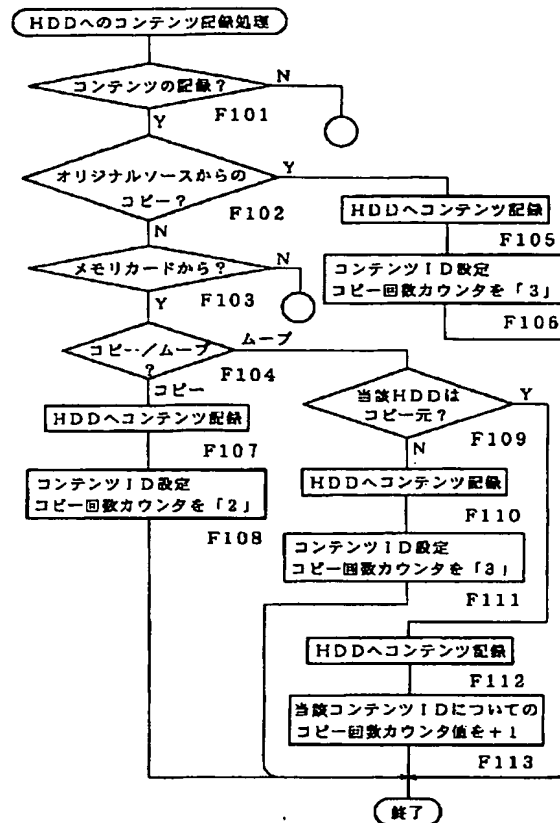 HDDへのコンテンツ記録処理
コンテンツの記録?
N
F101
Y
オリジナルソースからの
コピー?
Y
F102
N
HDDへコンテンツ記録
F105
メモリカードから?
N
F103
Y
コンテンツID設定
コピー回数カウンタを「3」
F106
コピー/ムーブ
?
ムーブ
F104
コピー
HDDへコンテンツ記録
F107
コンテンツID設定
コピー回数カウンタを「2」
F108
当該HDDは
コピー元?
Y
F109
N
HDDへコンテンツ記録
F110
コンテンツID設定
コピー回数カウンタを「3」
F111
HDDへコンテンツ記録
F112
当該コンテンツIDについての
コピー回数カウンタ値を+1
F113
終了